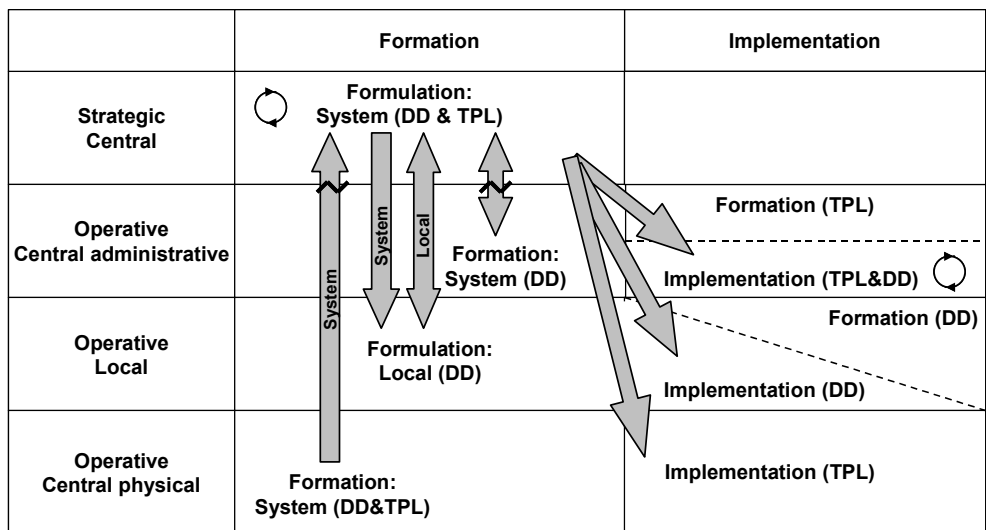 Formation
Implementation
Strategic
Central
Formulation:
System (DD & TPL)
Operative
Central administrative
System
System
Local
Formation:
System (DD)
Formation (TPL)
Implementation (TPL&DD)
Operative
Local
Formulation:
Local (DD)
Formation (DD)
Implementation (DD)
Operative
Central physical
Formation:
System (DD&TPL)
Implementation (TPL)